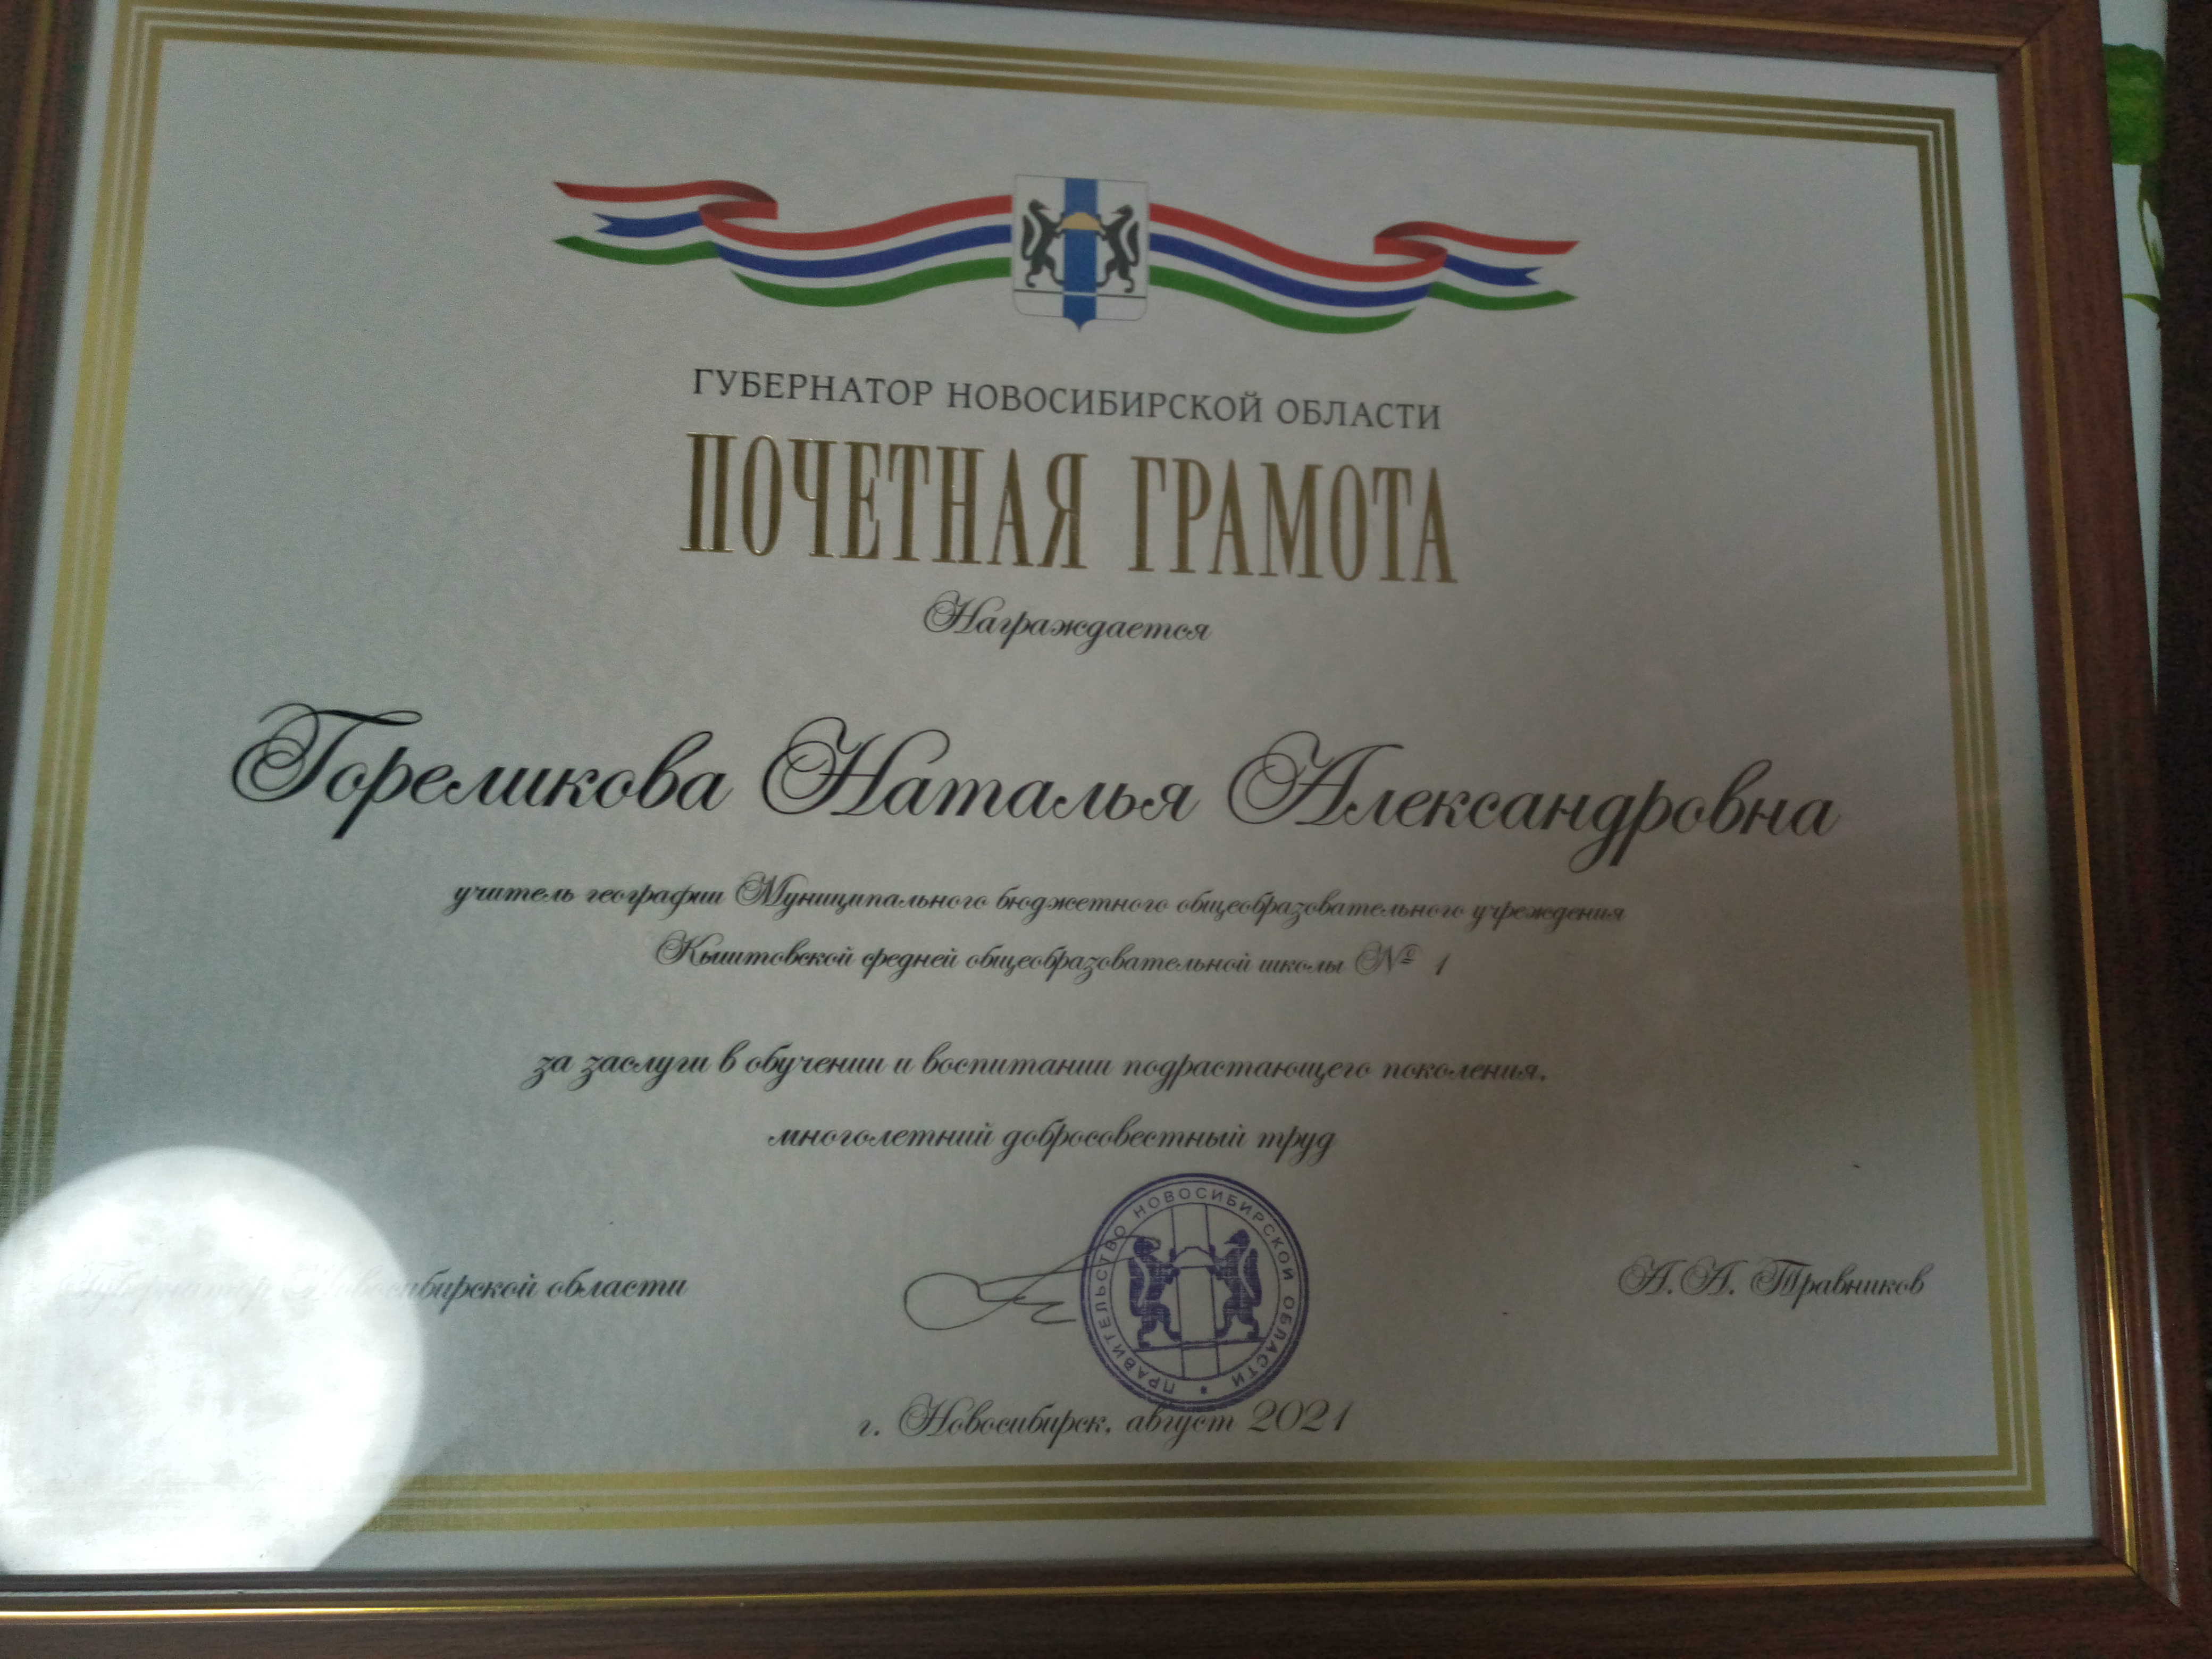 ГУБЕРНАТОР НОВОСИБИРСКОЙ ОБЛАСТИ
ПОЧЕТНАЯ ГРАМОТА
Награждается
Гореликова Наталья Александровна
учитель географии Муниципального бюджетного общеобразовательного учреждения
Кыштовской средней общеобразовательной школы № 1
за заслуги в обучении и воспитании подрастающего поколения,
многолетний добросовестный труд
Губернатор Новосибирской области
А.А. Травников
ПРАВИТЕЛЬСТВО НОВОСИБИРСКОЙ ОБЛАСТИ
г. Новосибирск, август 2021